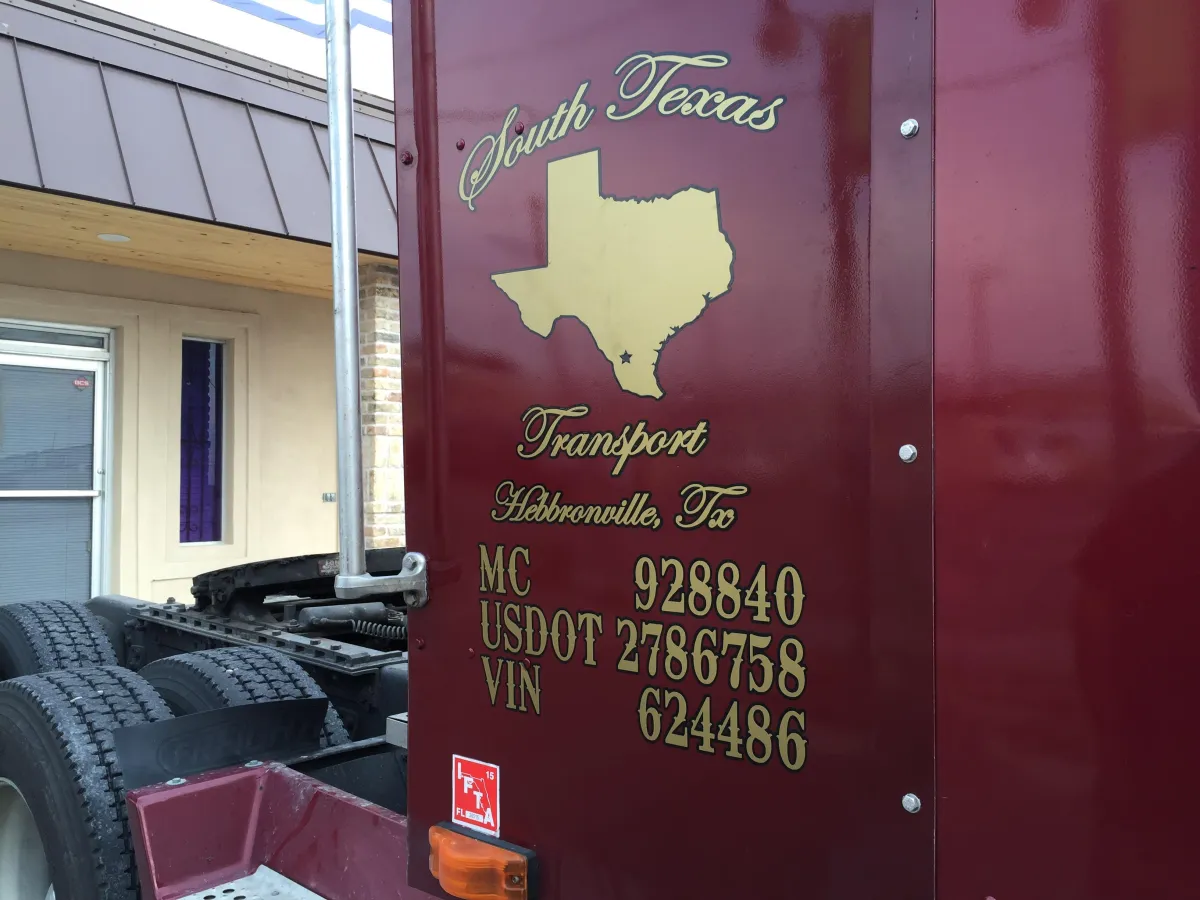 South Texas
Transport
Hebbronville, Tx
MC 928840
USDOT 2786758
VIN 624486
15
IFTA
FL